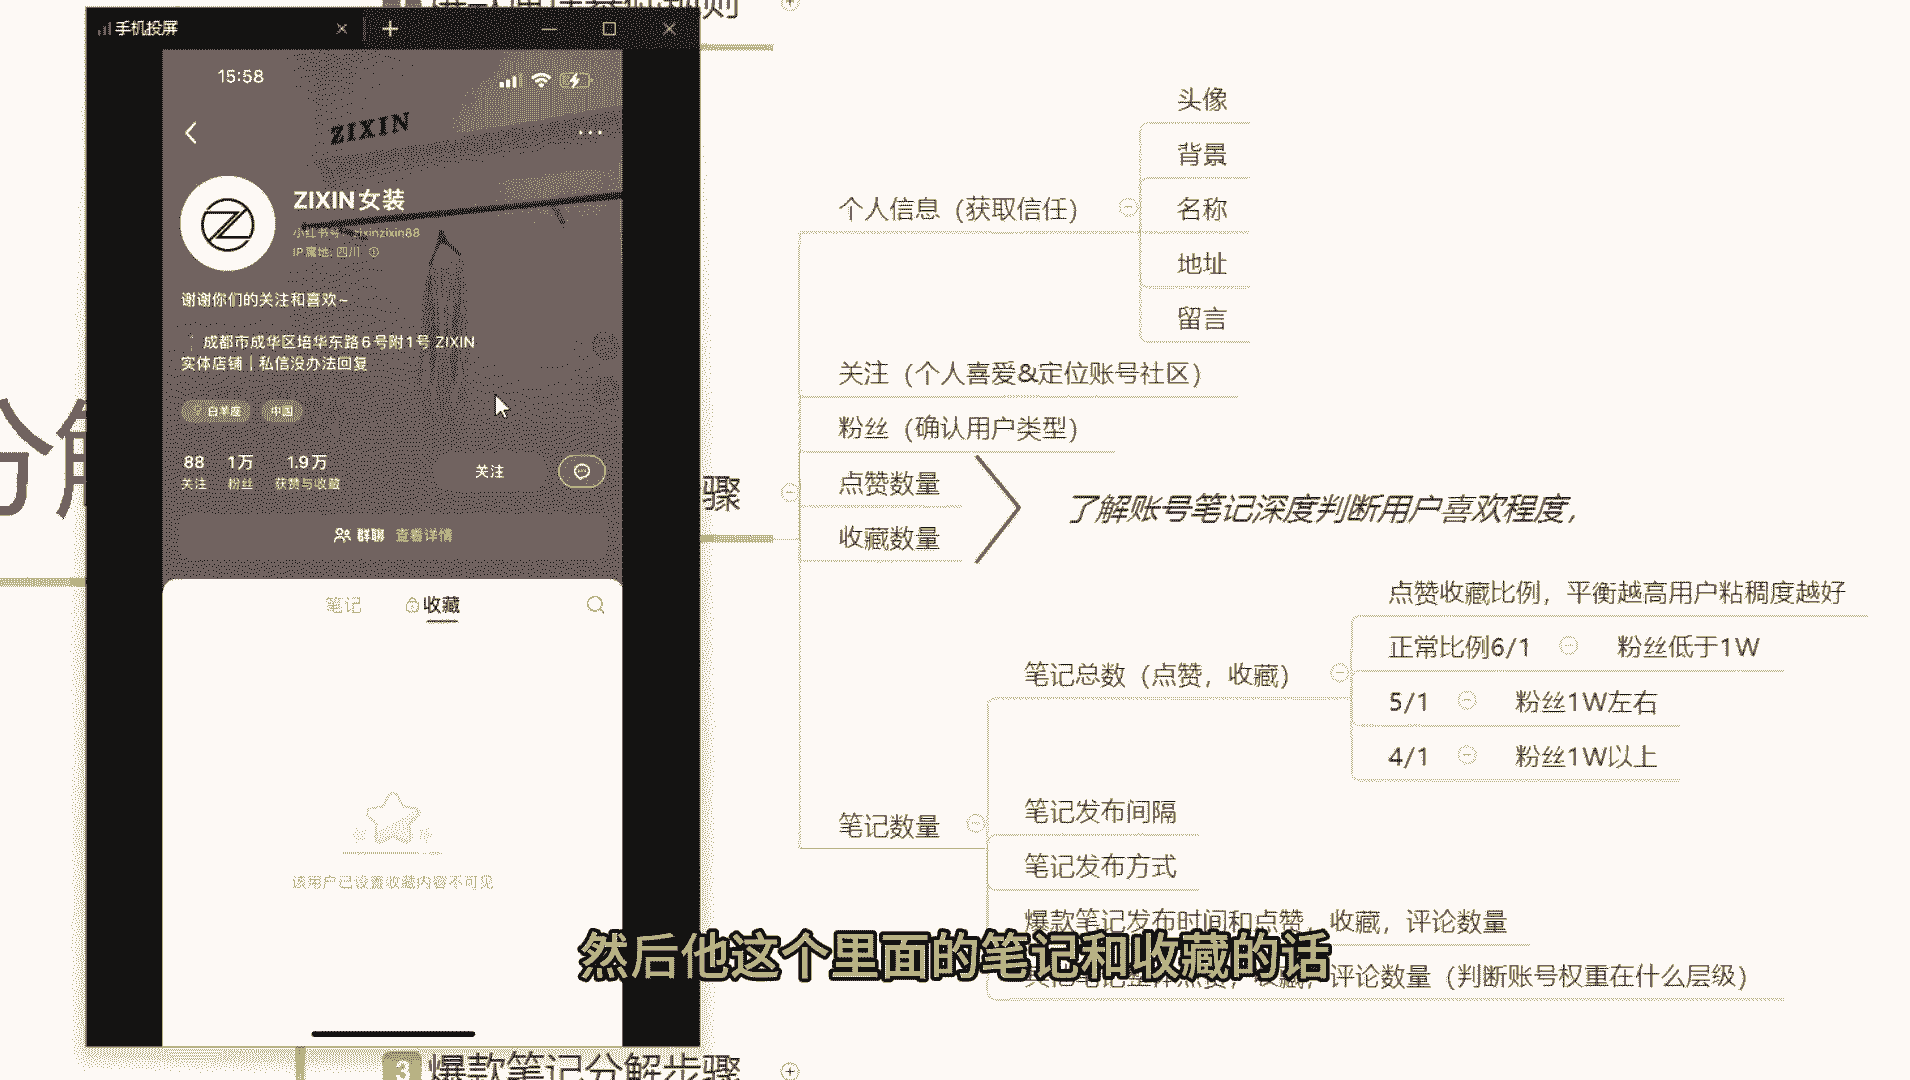 手机投屏
15:58
ZIXIN
ZIXIN女装
小红书号: zixinzixin88
IP属地: 四川
谢谢你们的关注和喜欢~
成都市成华区培华东路6号附1号 ZIXIN
实体店铺｜私信没办法回复
白羊座 中国
88 关注
1万 粉丝
1.9万 获赞与收藏
关注
群聊 查看详情
笔记 收藏
该用户已设置收藏内容不可见
分解
骤
个人信息（获取信任）
头像
背景
名称
地址
留言
关注（个人喜爱&定位账号社区）
粉丝（确认用户类型）
点赞数量
收藏数量
了解账号笔记深度判断用户喜欢程度，
笔记数量
笔记总数（点赞，收藏）
点赞收藏比例，平衡越高用户粘稠度越好
正常比例6/1 粉丝低于1W
5/1 粉丝1W左右
4/1 粉丝1W以上
笔记发布间隔
笔记发布方式
爆款笔记发布时间和点赞，收藏，评论数量
评论数量（判断账号权重在什么层级）
然后他这个里面的笔记和收藏的话
3 爆款笔记分解步骤